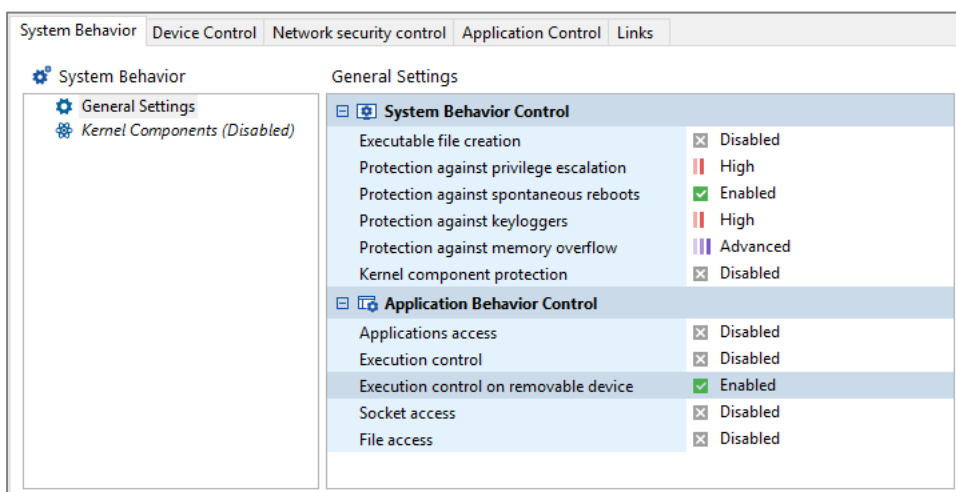 System Behavior Device Control Network security control Application Control Links
System Behavior
General Settings
Kernel Components (Disabled)
General Settings
System Behavior Control
Executable file creation Disabled
Protection against privilege escalation High
Protection against spontaneous reboots Enabled
Protection against keyloggers High
Protection against memory overflow Advanced
Kernel component protection Disabled
Application Behavior Control
Applications access Disabled
Execution control Disabled
Execution control on removable device Enabled
Socket access Disabled
File access Disabled